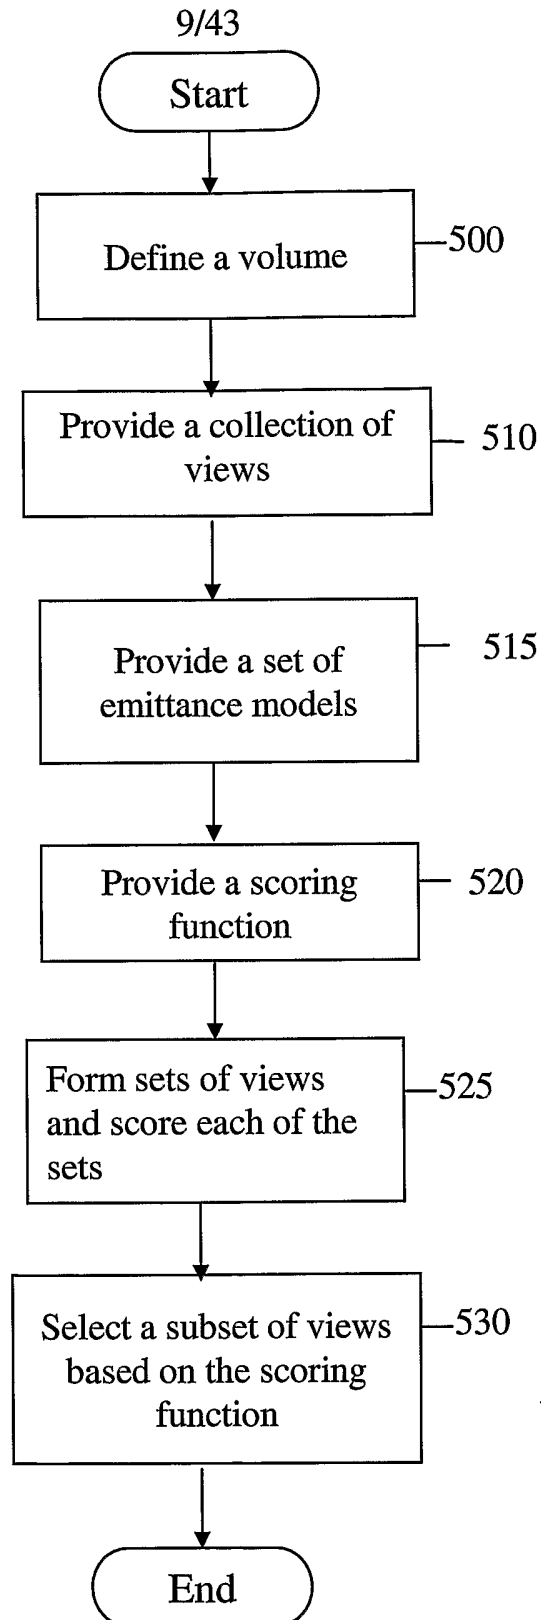 9/43
Start
Define a volume
500
Provide a collection of
views
510
Provide a set of
emittance models
515
Provide a scoring
function
520
Form sets of views
and score each of the
sets
525
Select a subset of views
based on the scoring
function
530
End